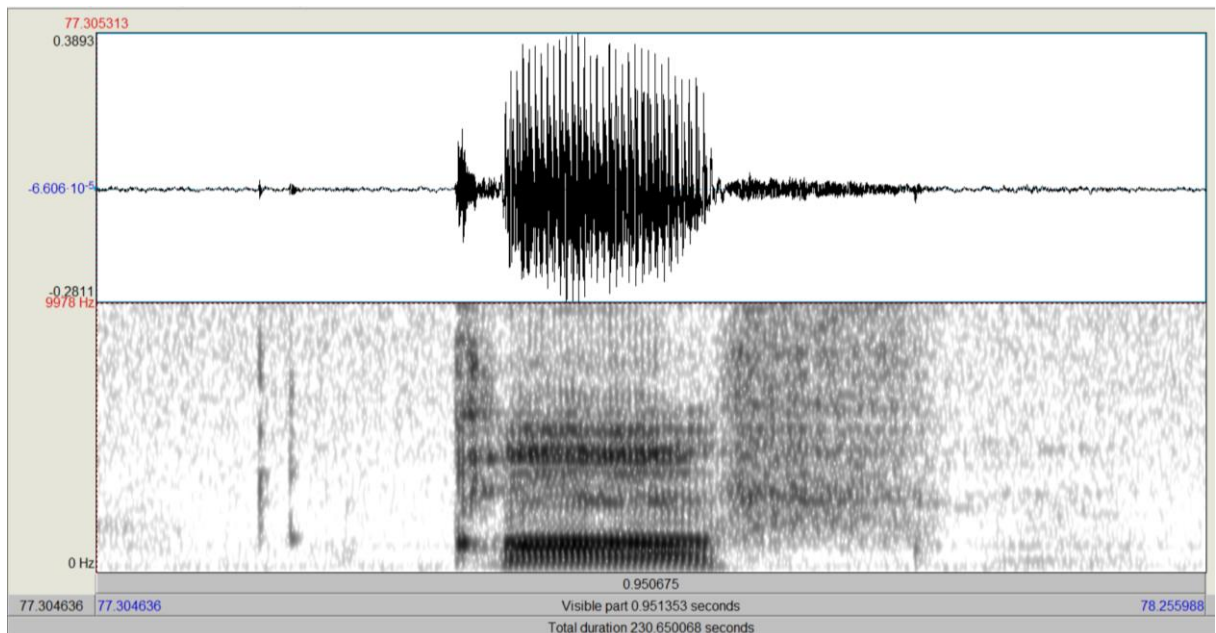 77.305313
0.3893
-6.606·10-5
-0.2811
9978 Hz
0 Hz
0.950675
77.304636 77.304636 Visible part 0.951353 seconds 78.255988
Total duration 230.650068 seconds